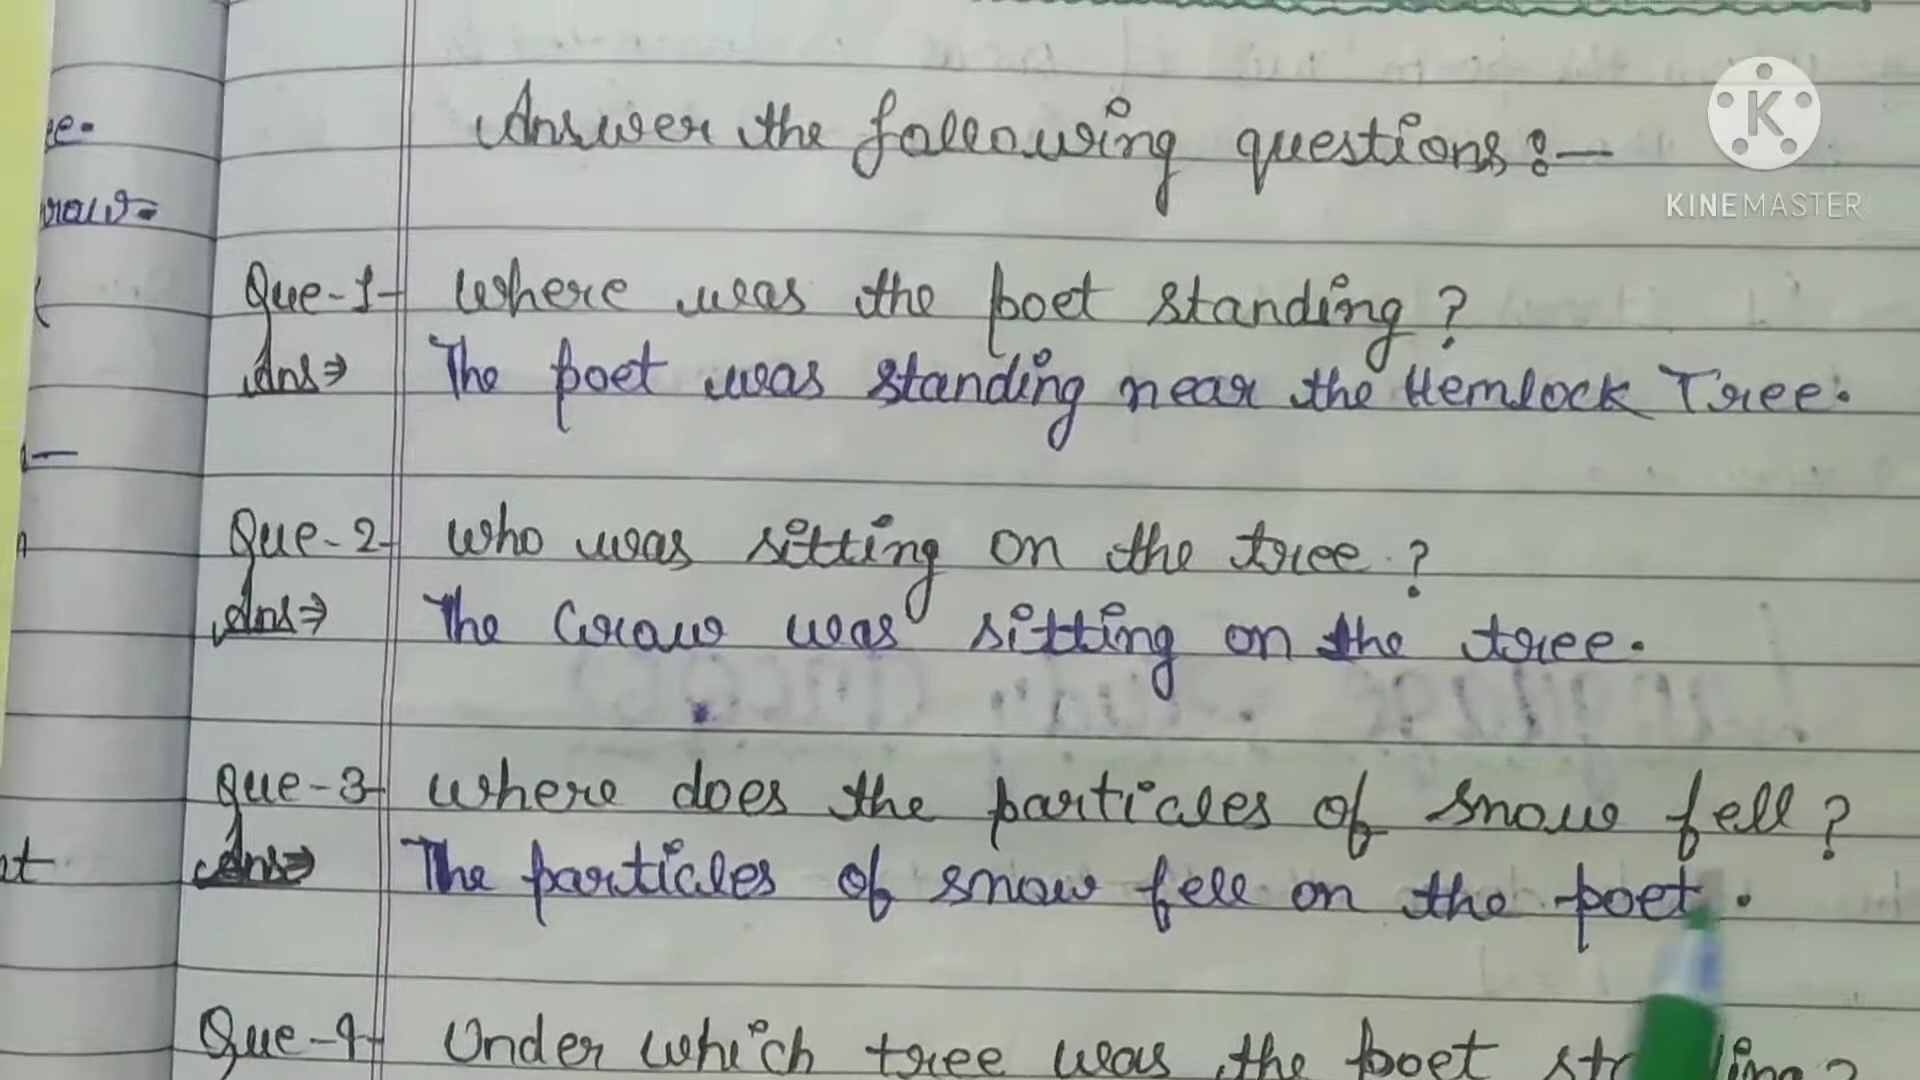 Answer the following questions:—
K
KINEMASTER
ee.
Que-1- Where was the poet standing?
Ans⇒ The poet was standing near the Hemlock Tree.
Que-2- Who was sitting on the tree?
Ans⇒ The Craw was sitting on the tree.
Que-3- Where does the particles of snow fell?
Ans⇒ The particles of snow fell on the poet.
Que-4- Under which tree was the poet